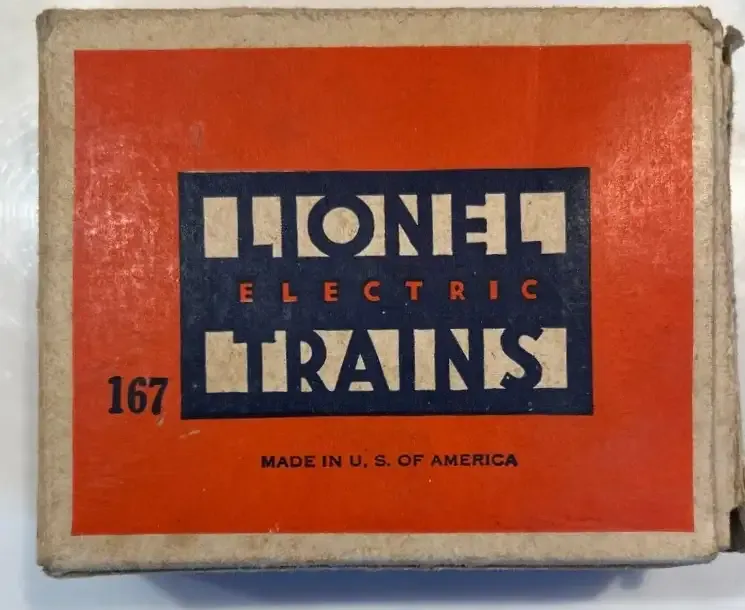 LIONEL
ELECTRIC
TRAINS
167
MADE IN U. S. OF AMERICA